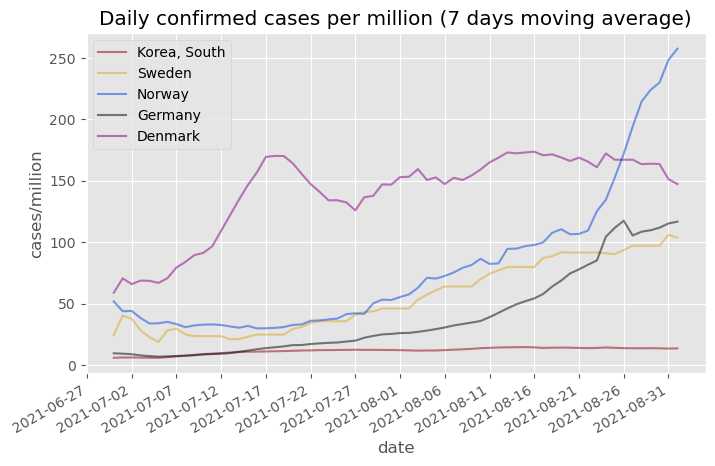 Daily confirmed cases per million (7 days moving average)
250
200
150
100
50
0
cases/million
Korea, South
Sweden
Norway
Germany
Denmark
2021-06-27
2021-07-02
2021-07-07
2021-07-12
2021-07-17
2021-07-22
2021-07-27
2021-08-01
2021-08-06
2021-08-11
2021-08-16
2021-08-21
2021-08-26
2021-08-31
date